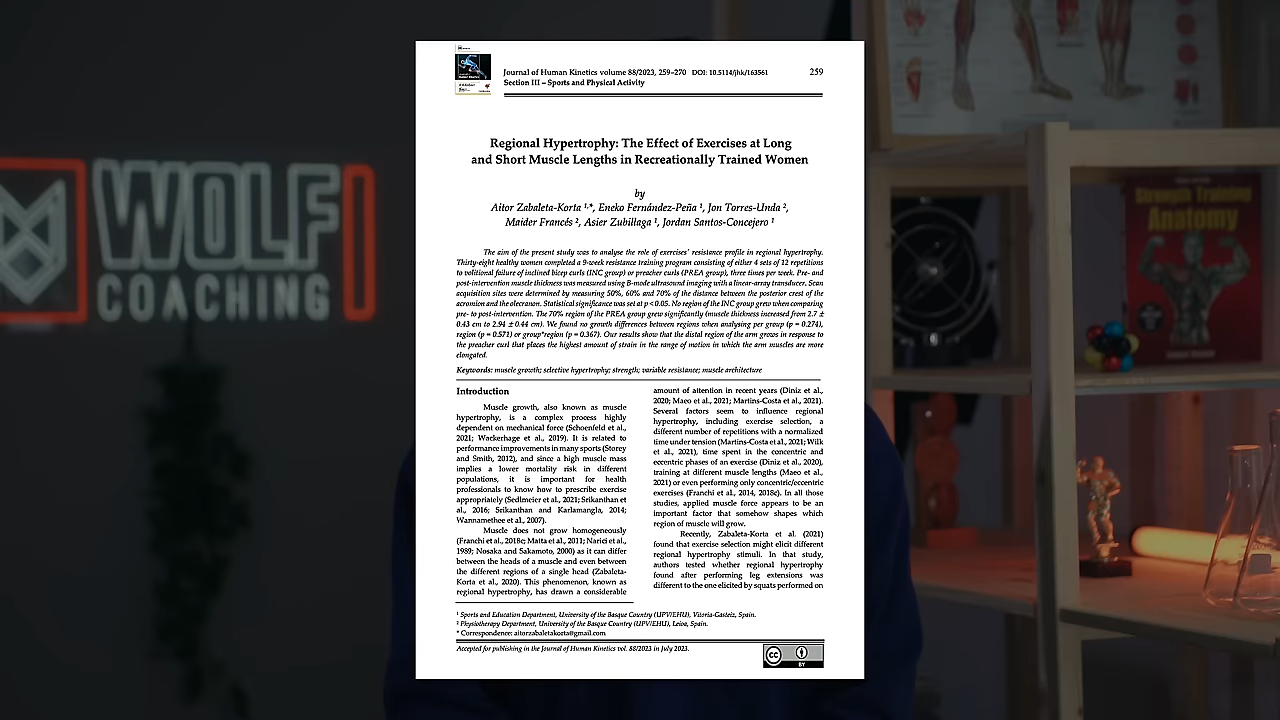 WOLF
COACHING
Strength Training
Anatomy
Journal of Human Kinetics volume 88/2023, 259–270 DOI: 10.5114/jhk/163561
259
Section III – Sports and Physical Activity
Regional Hypertrophy: The Effect of Exercises at Long
and Short Muscle Lengths in Recreationally Trained Women
by
Aitor Zabaleta-Korta ¹,*, Eneko Fernández-Peña ¹, Jon Torres-Unda ²,
Maider Francés ², Asier Zubillaga ¹, Jordan Santos-Concejero ¹
The aim of the present study was to analyse the role of exercises' resistance profile in regional hypertrophy.
Thirty-eight healthy women completed a 9-week resistance training program consisting of either 4 sets of 12 repetitions
to volitional failure of inclined bicep curls (INC group) or preacher curls (PREA group), three times per week. Pre- and
post-intervention muscle thickness was measured using B-mode ultrasound imaging with a linear-array transducer. Scan
acquisition sites were determined by measuring 50%, 60% and 70% of the distance between the posterior crest of the
acromion and the olecranon. Statistical significance was set at p < 0.05. No region of the INC group grew when comparing
pre- to post-intervention. The 70% region of the PREA group grew significantly (muscle thickness increased from 2.7 ±
0.43 cm to 2.94 ± 0.44 cm). We found no growth differences between regions when analysing per group (p = 0.274),
region (p = 0.571) or group*region (p = 0.367). Our results show that the distal region of the arm grows in response to
the preacher curl that places the highest amount of strain in the range of motion in which the arm muscles are more
elongated.
Keywords: muscle growth; selective hypertrophy; strength; variable resistance; muscle architecture
Introduction
Muscle growth, also known as muscle
hypertrophy, is a complex process highly
dependent on mechanical force (Schoenfeld et al.,
2021; Wackerhage et al., 2019). It is related to
performance improvements in many sports (Storey
and Smith, 2012), and since a high muscle mass
implies a lower mortality risk in different
populations, it is important for health
professionals to know how to prescribe exercise
appropriately (Sedlmeier et al., 2021; Srikanthan et
al., 2016; Srikanthan and Karlamangla, 2014;
Wannamethee et al., 2007).
Muscle does not grow homogeneously
(Franchi et al., 2018c; Matta et al., 2011; Narici et al.,
1989; Nosaka and Sakamoto, 2000) as it can differ
between the heads of a muscle and even between
the different regions of a single head (Zabaleta-
Korta et al., 2020). This phenomenon, known as
regional hypertrophy, has drawn a considerable
amount of attention in recent years (Diniz et al.,
2020; Maeo et al., 2021; Martins-Costa et al., 2021).
Several factors seem to influence regional
hypertrophy, including exercise selection, a
different number of repetitions with a normalized
time under tension (Martins-Costa et al., 2021; Wilk
et al., 2021), time spent in the concentric and
eccentric phases of an exercise (Diniz et al., 2020),
training at different muscle lengths (Maeo et al.,
2021) or even performing only concentric/eccentric
exercises (Franchi et al., 2014, 2018c). In all those
studies, applied muscle force appears to be an
important factor that somehow shapes which
region of muscle will grow.
Recently, Zabaleta-Korta et al. (2021)
found that exercise selection might elicit different
regional hypertrophy stimuli. In that study,
authors tested whether regional hypertrophy
found after performing leg extensions was
different to the one elicited by squats performed on
¹ Sports and Education Department, University of the Basque Country (UPV/EHU), Vitoria-Gasteiz, Spain.
² Physiotherapy Department, University of the Basque Country (UPV/EHU), Leioa, Spain.
* Correspondence: aitorzabaletakorta@gmail.com
Accepted for publishing in the Journal of Human Kinetics vol. 88/2023 in July 2023.
CC
BY